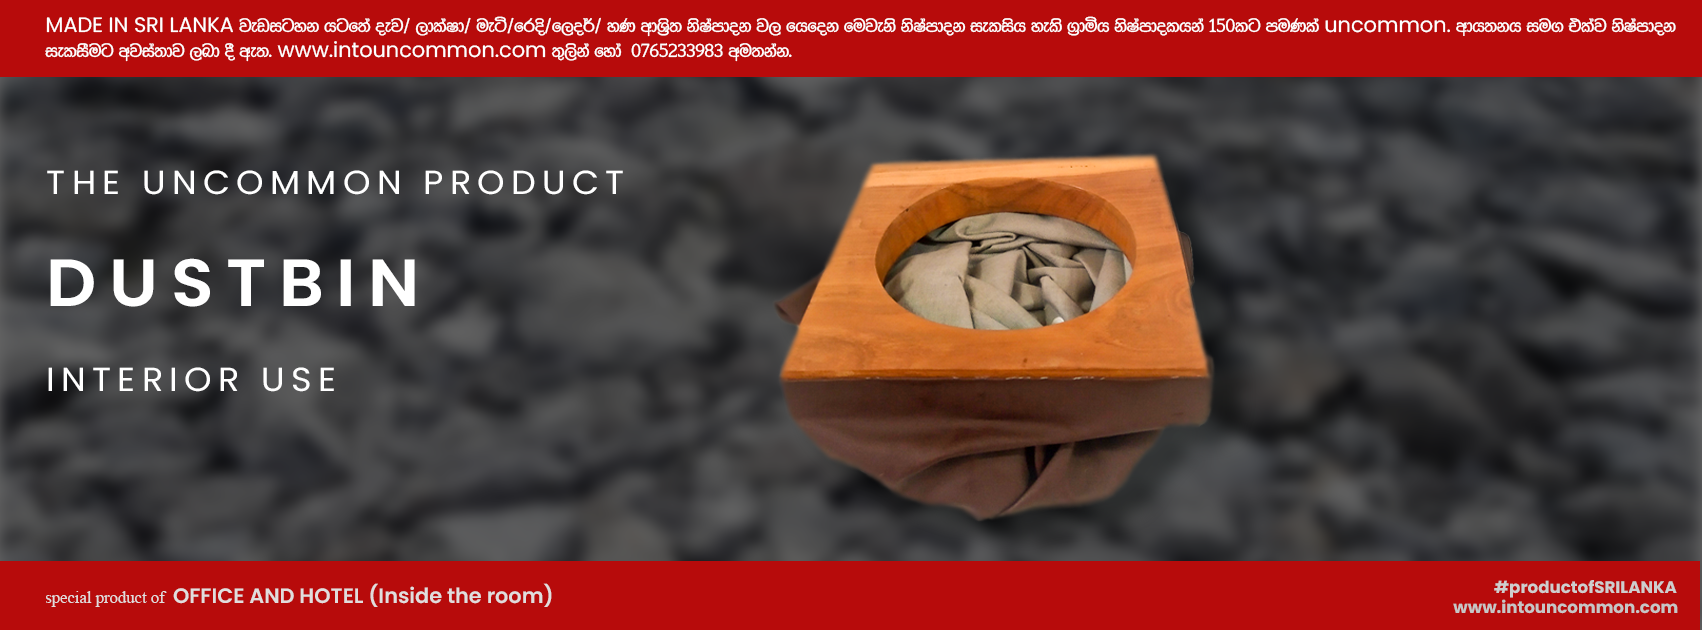 MADE IN SRI LANKA වැඩසටහන යටතේ දැව/ ලාක්ෂා/ මැටි/රෙදි/ලෙදර්/ හණ ආශ්‍රිත නිෂ්පාදන වල යෙදෙන මෙවැනි නිෂ්පාදන සැකසිය හැකි ග්‍රාමිය නිෂ්පාදකයන් 150කට පමණක් uncommon. ආයතනය සමග එක්ව නිෂ්පාදන
සැකසීමට අවස්තාව ලබා දී ඇත. www.intouncommon.com තුලින් හෝ 0765233983 අමතන්න.
THE UNCOMMON PRODUCT
DUSTBIN
INTERIOR USE
special product of OFFICE AND HOTEL (Inside the room)
#productofSRILANKA
www.intouncommon.com